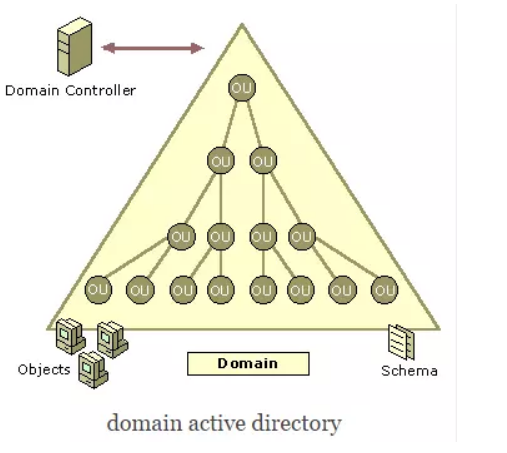 Domain Controller
OU
OU OU
OU OU OU OU
OU OU OU OU OU OU OU OU
Objects
Domain
Schema
domain active directory